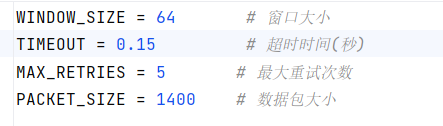 WINDOW_SIZE = 64 # 窗口大小
TIMEOUT = 0.15 # 超时时间(秒)
MAX_RETRIES = 5 # 最大重试次数
PACKET_SIZE = 1400 # 数据包大小